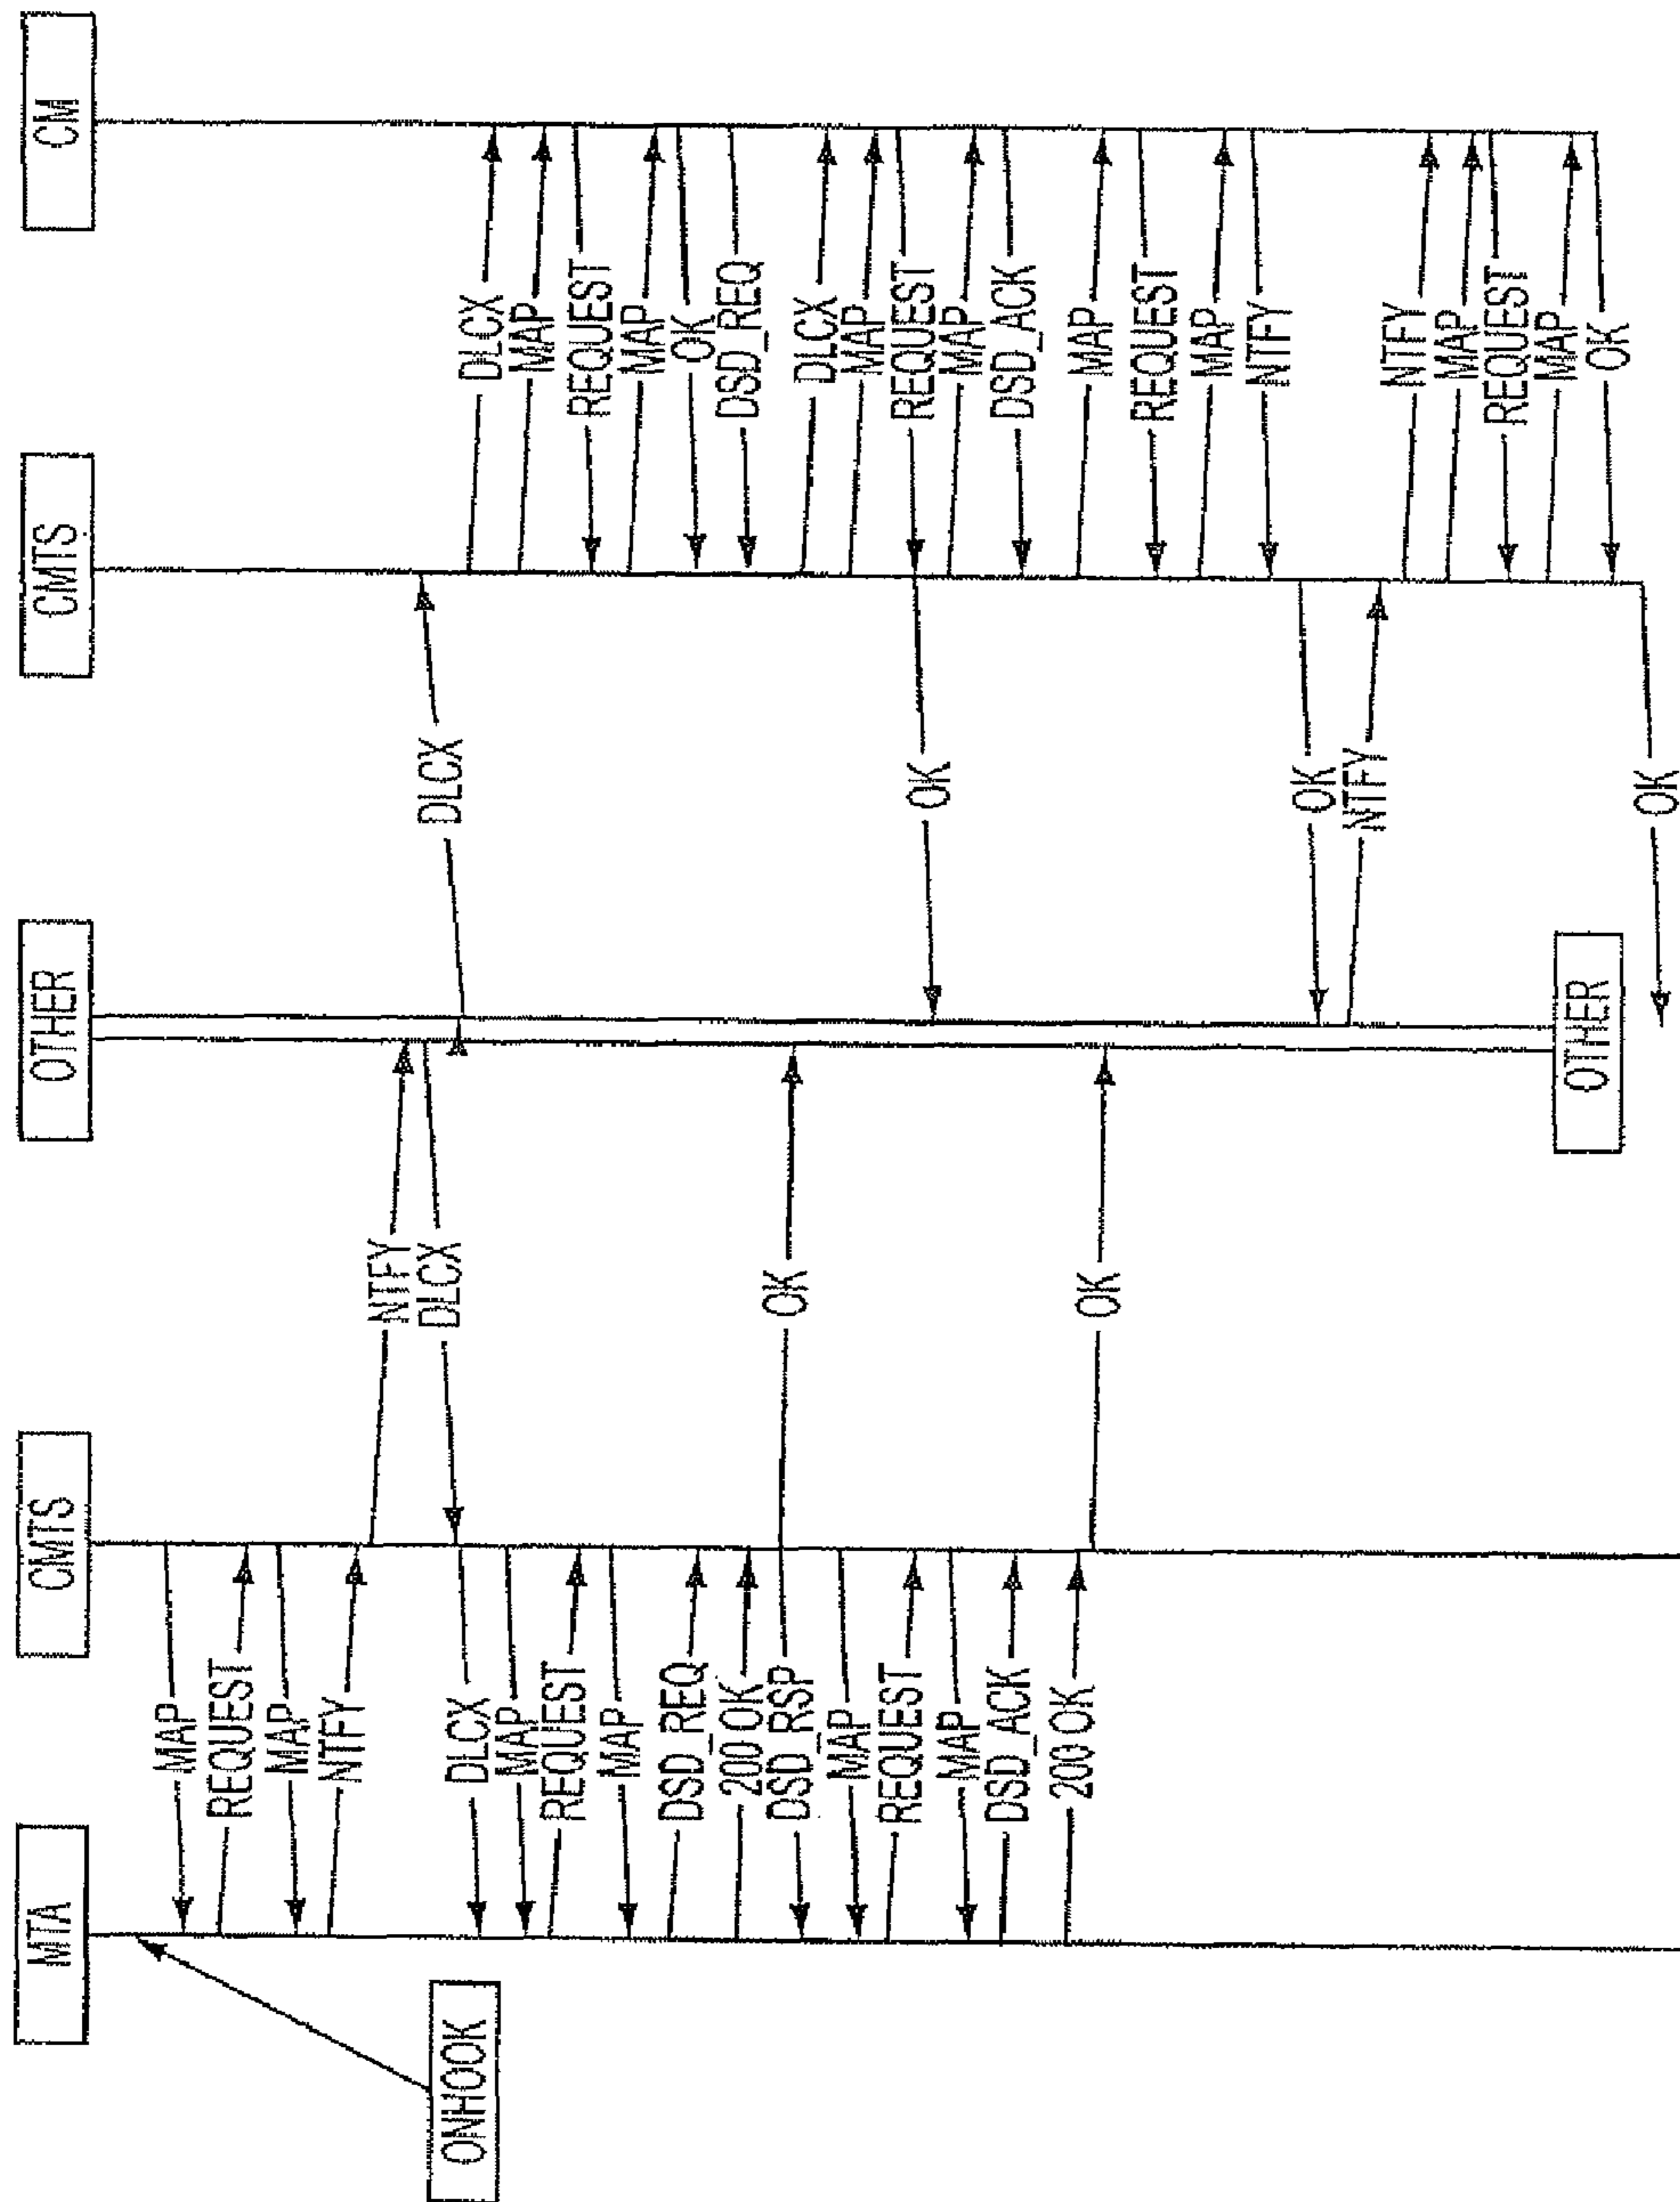 MTA
CMTS
OTHER
CMTS
CM
ONHOOK
MAP
REQUEST
MAP
NTFY
DLCX
MAP
REQUEST
MAP
DSD_REQ
200 OK
DSD_RSP
MAP
REQUEST
MAP
DSD_ACK
200 OK
NTFY
DLCX
OK
OK
DLCX
OK
OK
NTFY
OK
DLCX
MAP
REQUEST
MAP
OK
DSD_REQ
DLCX
MAP
REQUEST
MAP
DSD_ACK
MAP
REQUEST
MAP
NTFY
NTFY
MAP
REQUEST
MAP
OK
OTHER